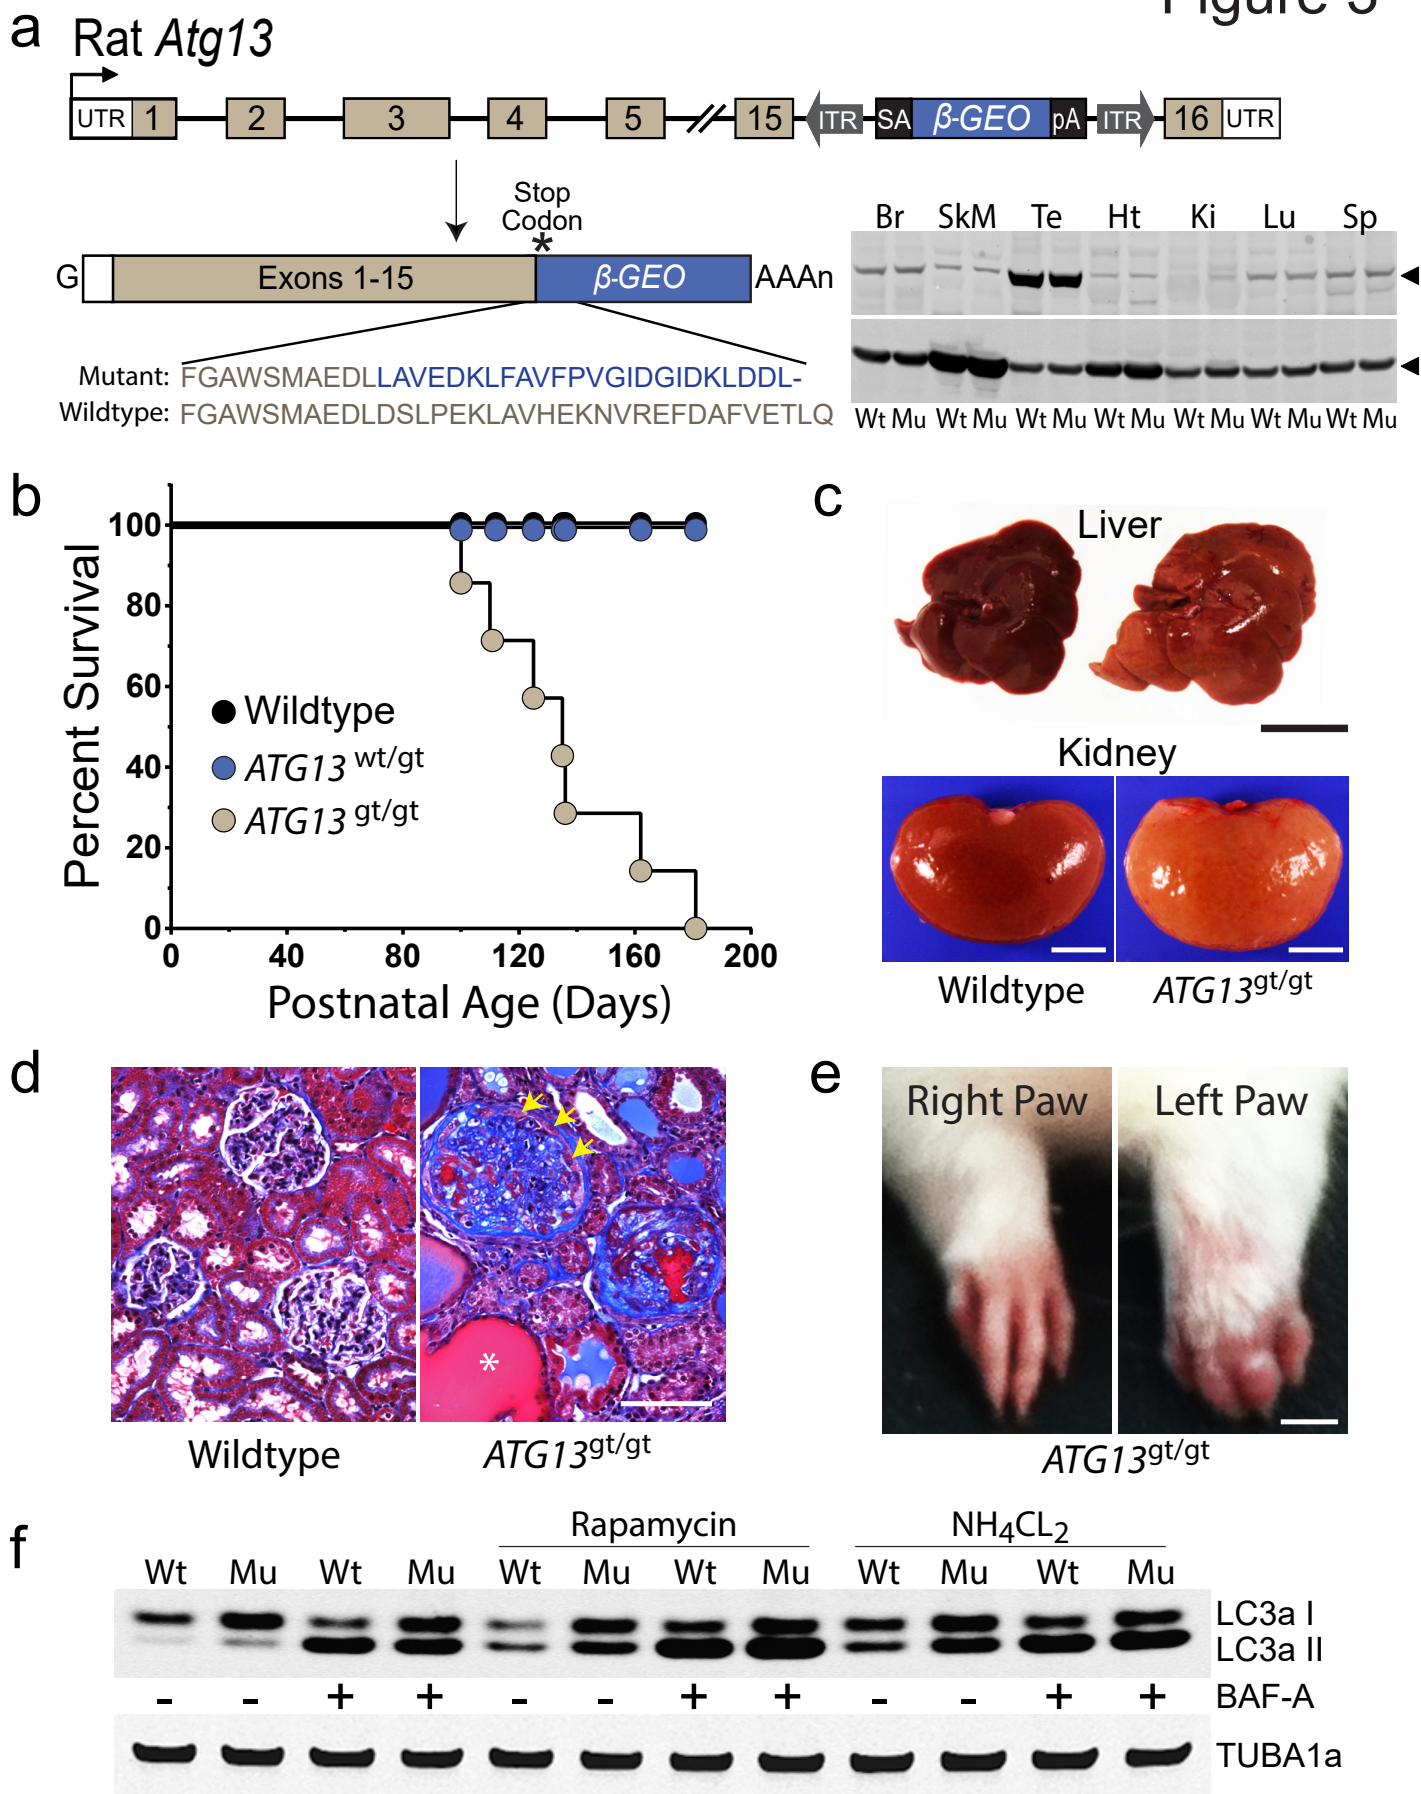 Figure 5
a
Rat Atg13
UTR 1 2 3 4 5 15 ITR SA β-GEO pA ITR 16 UTR
Stop
Codon
*
G Exons 1-15 β-GEO AAAn
Mutant: FGAWSMAEDLLAVEDKLFAVFPVGIDGIDKLDDL-
Wildtype: FGAWSMAEDLDSLPEKLAVHEKNVREFDAFVETLQ
Br SkM Te Ht Ki Lu Sp
Wt Mu Wt Mu Wt Mu Wt Mu Wt Mu Wt Mu Wt Mu
b
Percent Survival
100
80
60
40
20
0
Wildtype
ATG13 wt/gt
ATG13 gt/gt
0 40 80 120 160 200
Postnatal Age (Days)
c
Liver
Kidney
Wildtype ATG13gt/gt
d
*
Wildtype ATG13gt/gt
e
Right Paw Left Paw
ATG13gt/gt
f
Rapamycin NH4CL2
Wt Mu Wt Mu Wt Mu Wt Mu Wt Mu Wt Mu
LC3a I
LC3a II
- - + + - - + + - - + + BAF-A
TUBA1a